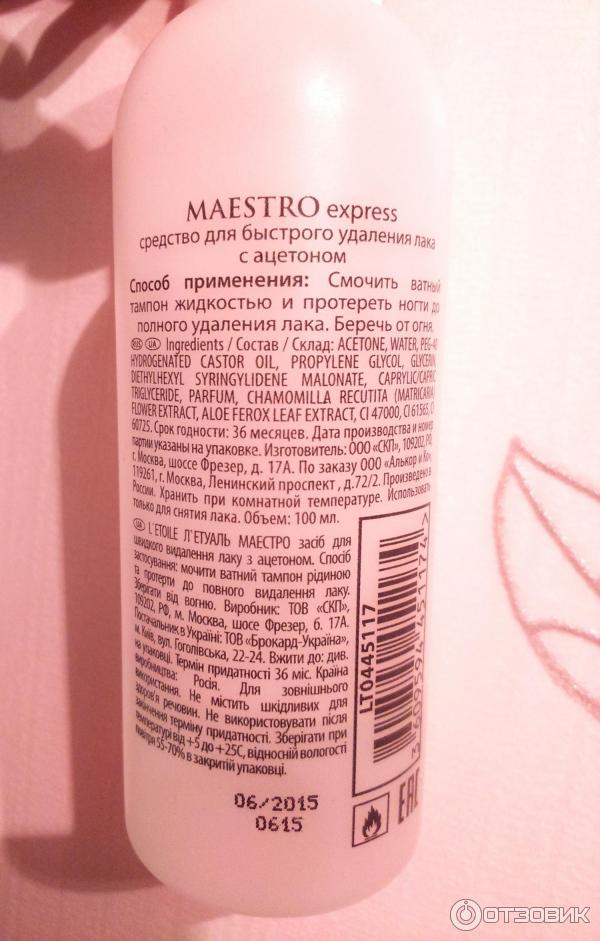 MAESTRO express
средство для быстрого удаления лака
с ацетоном
Способ применения: Смочить ватный
тампон жидкостью и протереть ногти до
полного удаления лака. Беречь от огня.
RUS UA Ingredients / Состав / Склад: ACETONE, WATER, PEG-40
HYDROGENATED CASTOR OIL, PROPYLENE GLYCOL, GLYCERIN,
DIETHYLHEXYL SYRINGYLIDENE MALONATE, CAPRYLIC/CAPRIC
TRIGLYCERIDE, PARFUM, CHAMOMILLA RECUTITA (MATRICARIA)
FLOWER EXTRACT, ALOE FEROX LEAF EXTRACT, CI 47000, CI 61565, CI
60725. Срок годности: 36 месяцев. Дата производства и номер
партии указаны на упаковке. Изготовитель: ООО «СКП», 109202, РФ,
г. Москва, шоссе Фрезер, д. 17А. По заказу ООО «Алькор и Ко»,
119261, г. Москва, Ленинский проспект, д.72/2. Произведено в
России. Хранить при комнатной температуре. Использовать
только для снятия лака. Объем: 100 мл.
UA L'ETOILE Л'ЕТУАЛЬ МАЕСТРО засіб для
швидкого видалення лаку з ацетоном. Спосіб
застосування: мочити ватний тампон рідиною
та протерти до повного видалення лаку.
Зберігати від вогню. Виробник: ТОВ «СКП»,
109202, РФ, м. Москва, шосе Фрезер, б. 17А.
Постачальник в Україні: ТОВ «Брокард-Україна»,
м. Київ, вул. Гоголівська, 22-24. Вжити до: див.
на упаковці. Термін придатності 36 міс. Країна
виробництва: Росія. Для зовнішнього
використання. Не містить шкідливих для
здоров'я речовин. Не використовувати після
закінчення терміну придатності. Зберігати при
температурі від +5 до +25С, відносній вологості
повітря 55-70% в закритій упаковці.
LT0445117
3 609594 451174 >
EAC
06/2015
0615
ОТЗОВИК